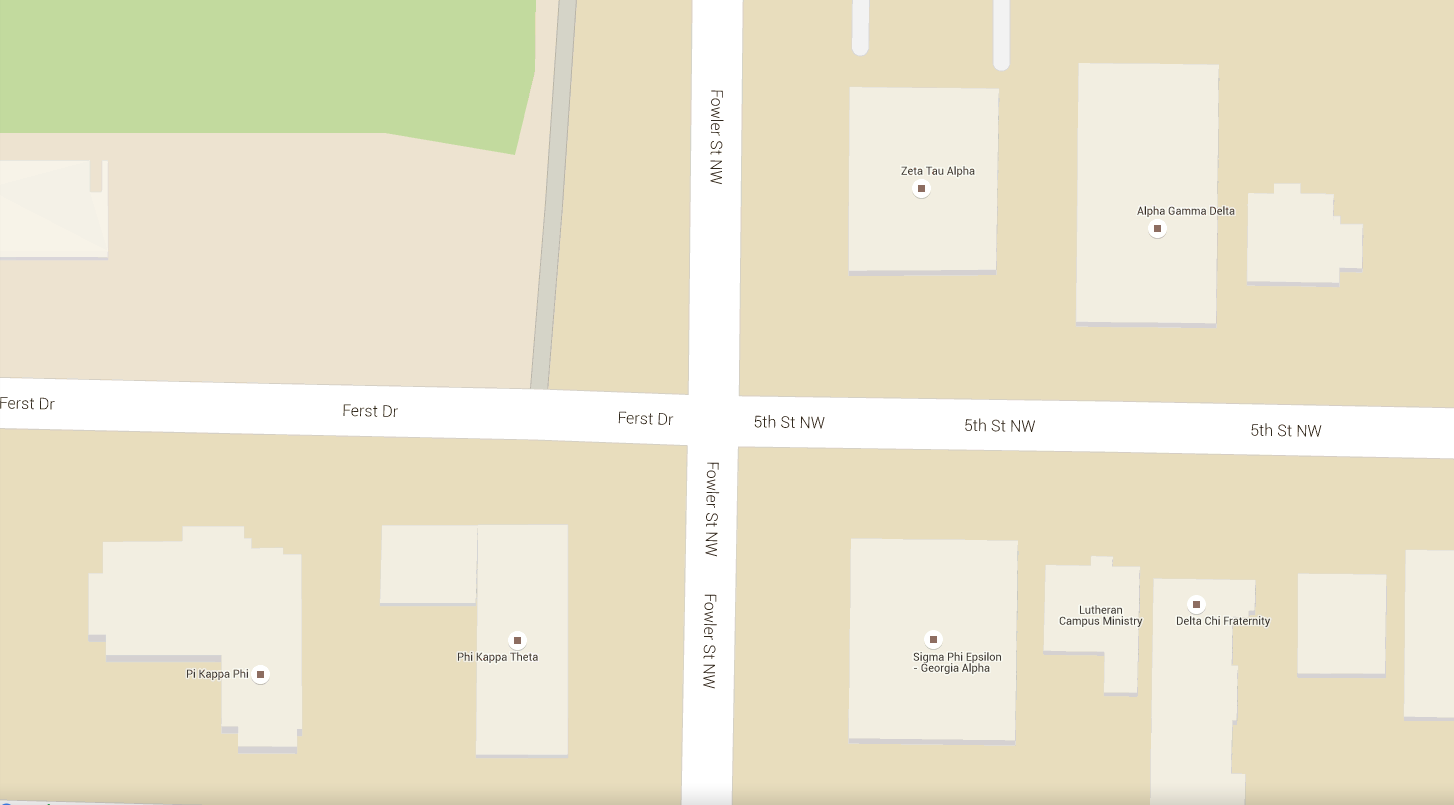 Fowler St NW
Zeta Tau Alpha
Alpha Gamma Delta
Ferst Dr
Ferst Dr
Ferst Dr
5th St NW
5th St NW
5th St NW
Fowler St NW
Fowler St NW
Lutheran
Campus Ministry
Delta Chi Fraternity
Phi Kappa Theta
Sigma Phi Epsilon
- Georgia Alpha
Pi Kappa Phi